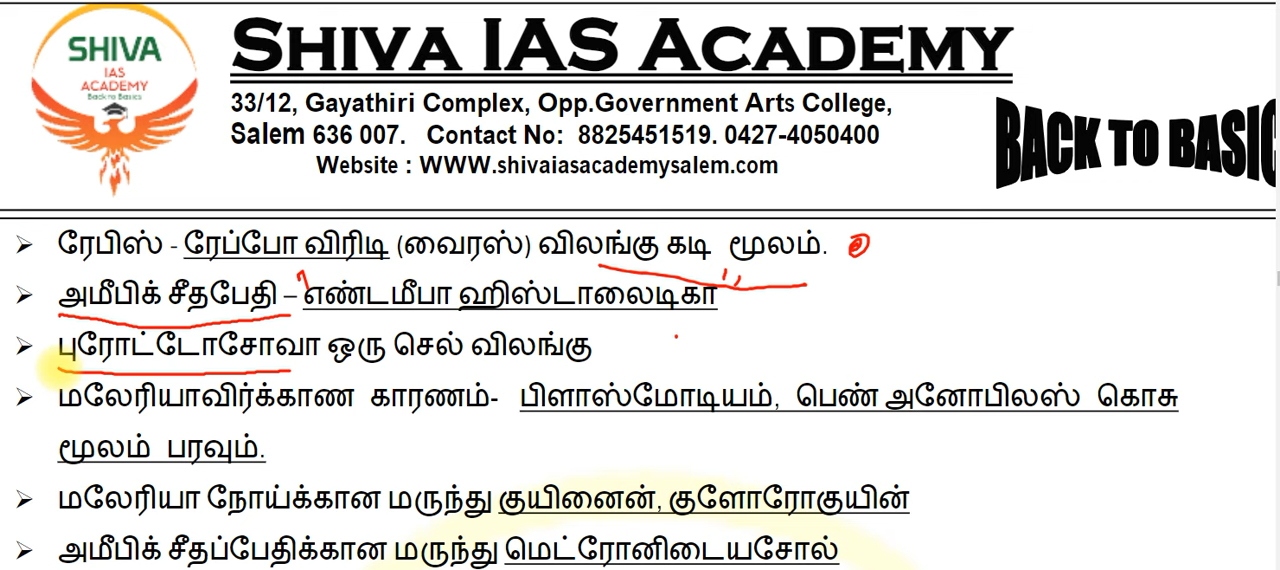 SHIVA
IAS
ACADEMY
Back to Basics
SHIVA IAS ACADEMY
33/12, Gayathiri Complex, Opp.Government Arts College,
Salem 636 007. Contact No: 8825451519. 0427-4050400
Website : WWW.shivaiasacademysalem.com
BACK TO BASIC
➢ ரேபிஸ் - ரேப்போ விரிடி (வைரஸ்) விலங்கு கடி மூலம்.
➢ அமீபிக் சீதபேதி – எண்டமீபா ஹிஸ்டாலைடிகா
➢ புரோட்டோசோவா ஒரு செல் விலங்கு
➢ மலேரியாவிர்க்காண காரணம்- பிளாஸ்மோடியம், பெண் அனோபிலஸ் கொசு
மூலம் பரவும்.
➢ மலேரியா நோய்க்கான மருந்து குயினைன், குளோரோகுயின்
➢ அமீபிக் சீதப்பேதிக்கான மருந்து மெட்ரோனிடையசோல்